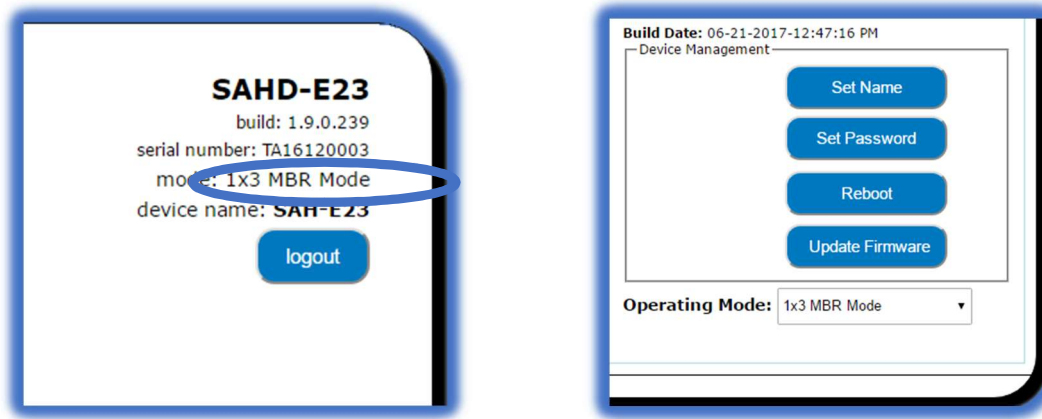 SAHD-E23
build: 1.9.0.239
serial number: TA16120003
mode: 1x3 MBR Mode
device name: SAH-E23
logout
Build Date: 06-21-2017-12:47:16 PM
Device Management
Set Name
Set Password
Reboot
Update Firmware
Operating Mode: 1x3 MBR Mode